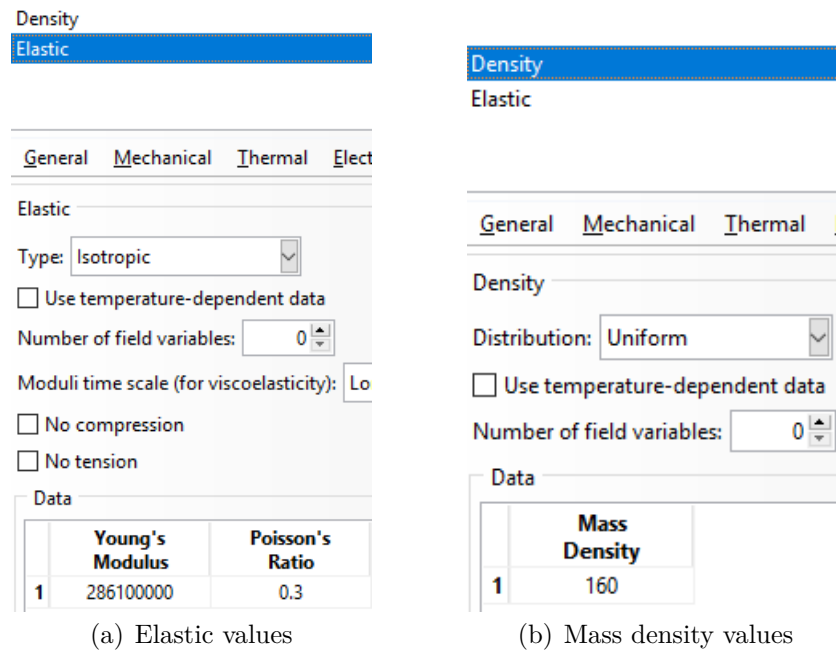 Density
Elastic
General Mechanical Thermal Elect
Elastic
Type: Isotropic
Use temperature-dependent data
Number of field variables: 0
Moduli time scale (for viscoelasticity): Lo
No compression
No tension
Data
Young's Poisson's
Modulus Ratio
1 286100000 0.3
(a) Elastic values
Density
Elastic
General Mechanical Thermal
Density
Distribution: Uniform
Use temperature-dependent data
Number of field variables: 0
Data
Mass
Density
1 160
(b) Mass density values